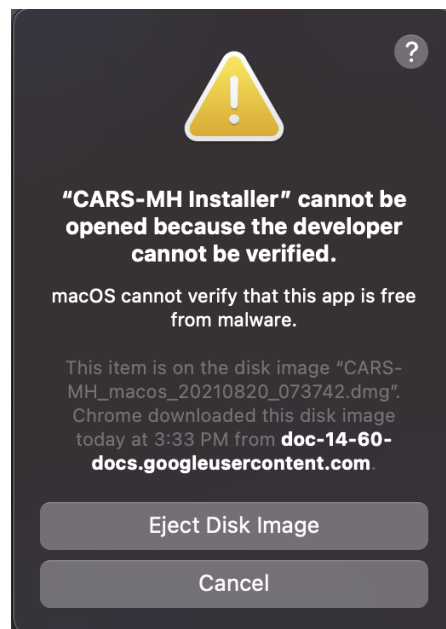 ?
“CARS-MH Installer” cannot be
opened because the developer
cannot be verified.
macOS cannot verify that this app is free
from malware.
This item is on the disk image “CARS-
MH_macos_20210820_073742.dmg”.
Chrome downloaded this disk image
today at 3:33 PM from doc-14-60-
docs.googleusercontent.com.
Eject Disk Image
Cancel